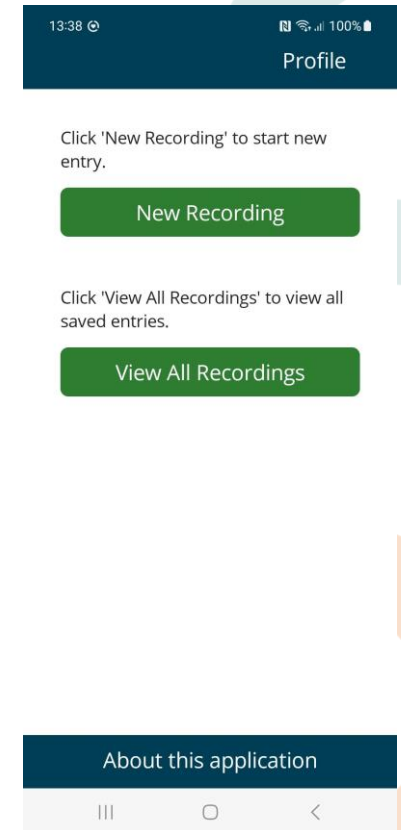 13:38 100%
Profile
Click 'New Recording' to start new
entry.
New Recording
Click 'View All Recordings' to view all
saved entries.
View All Recordings
About this application